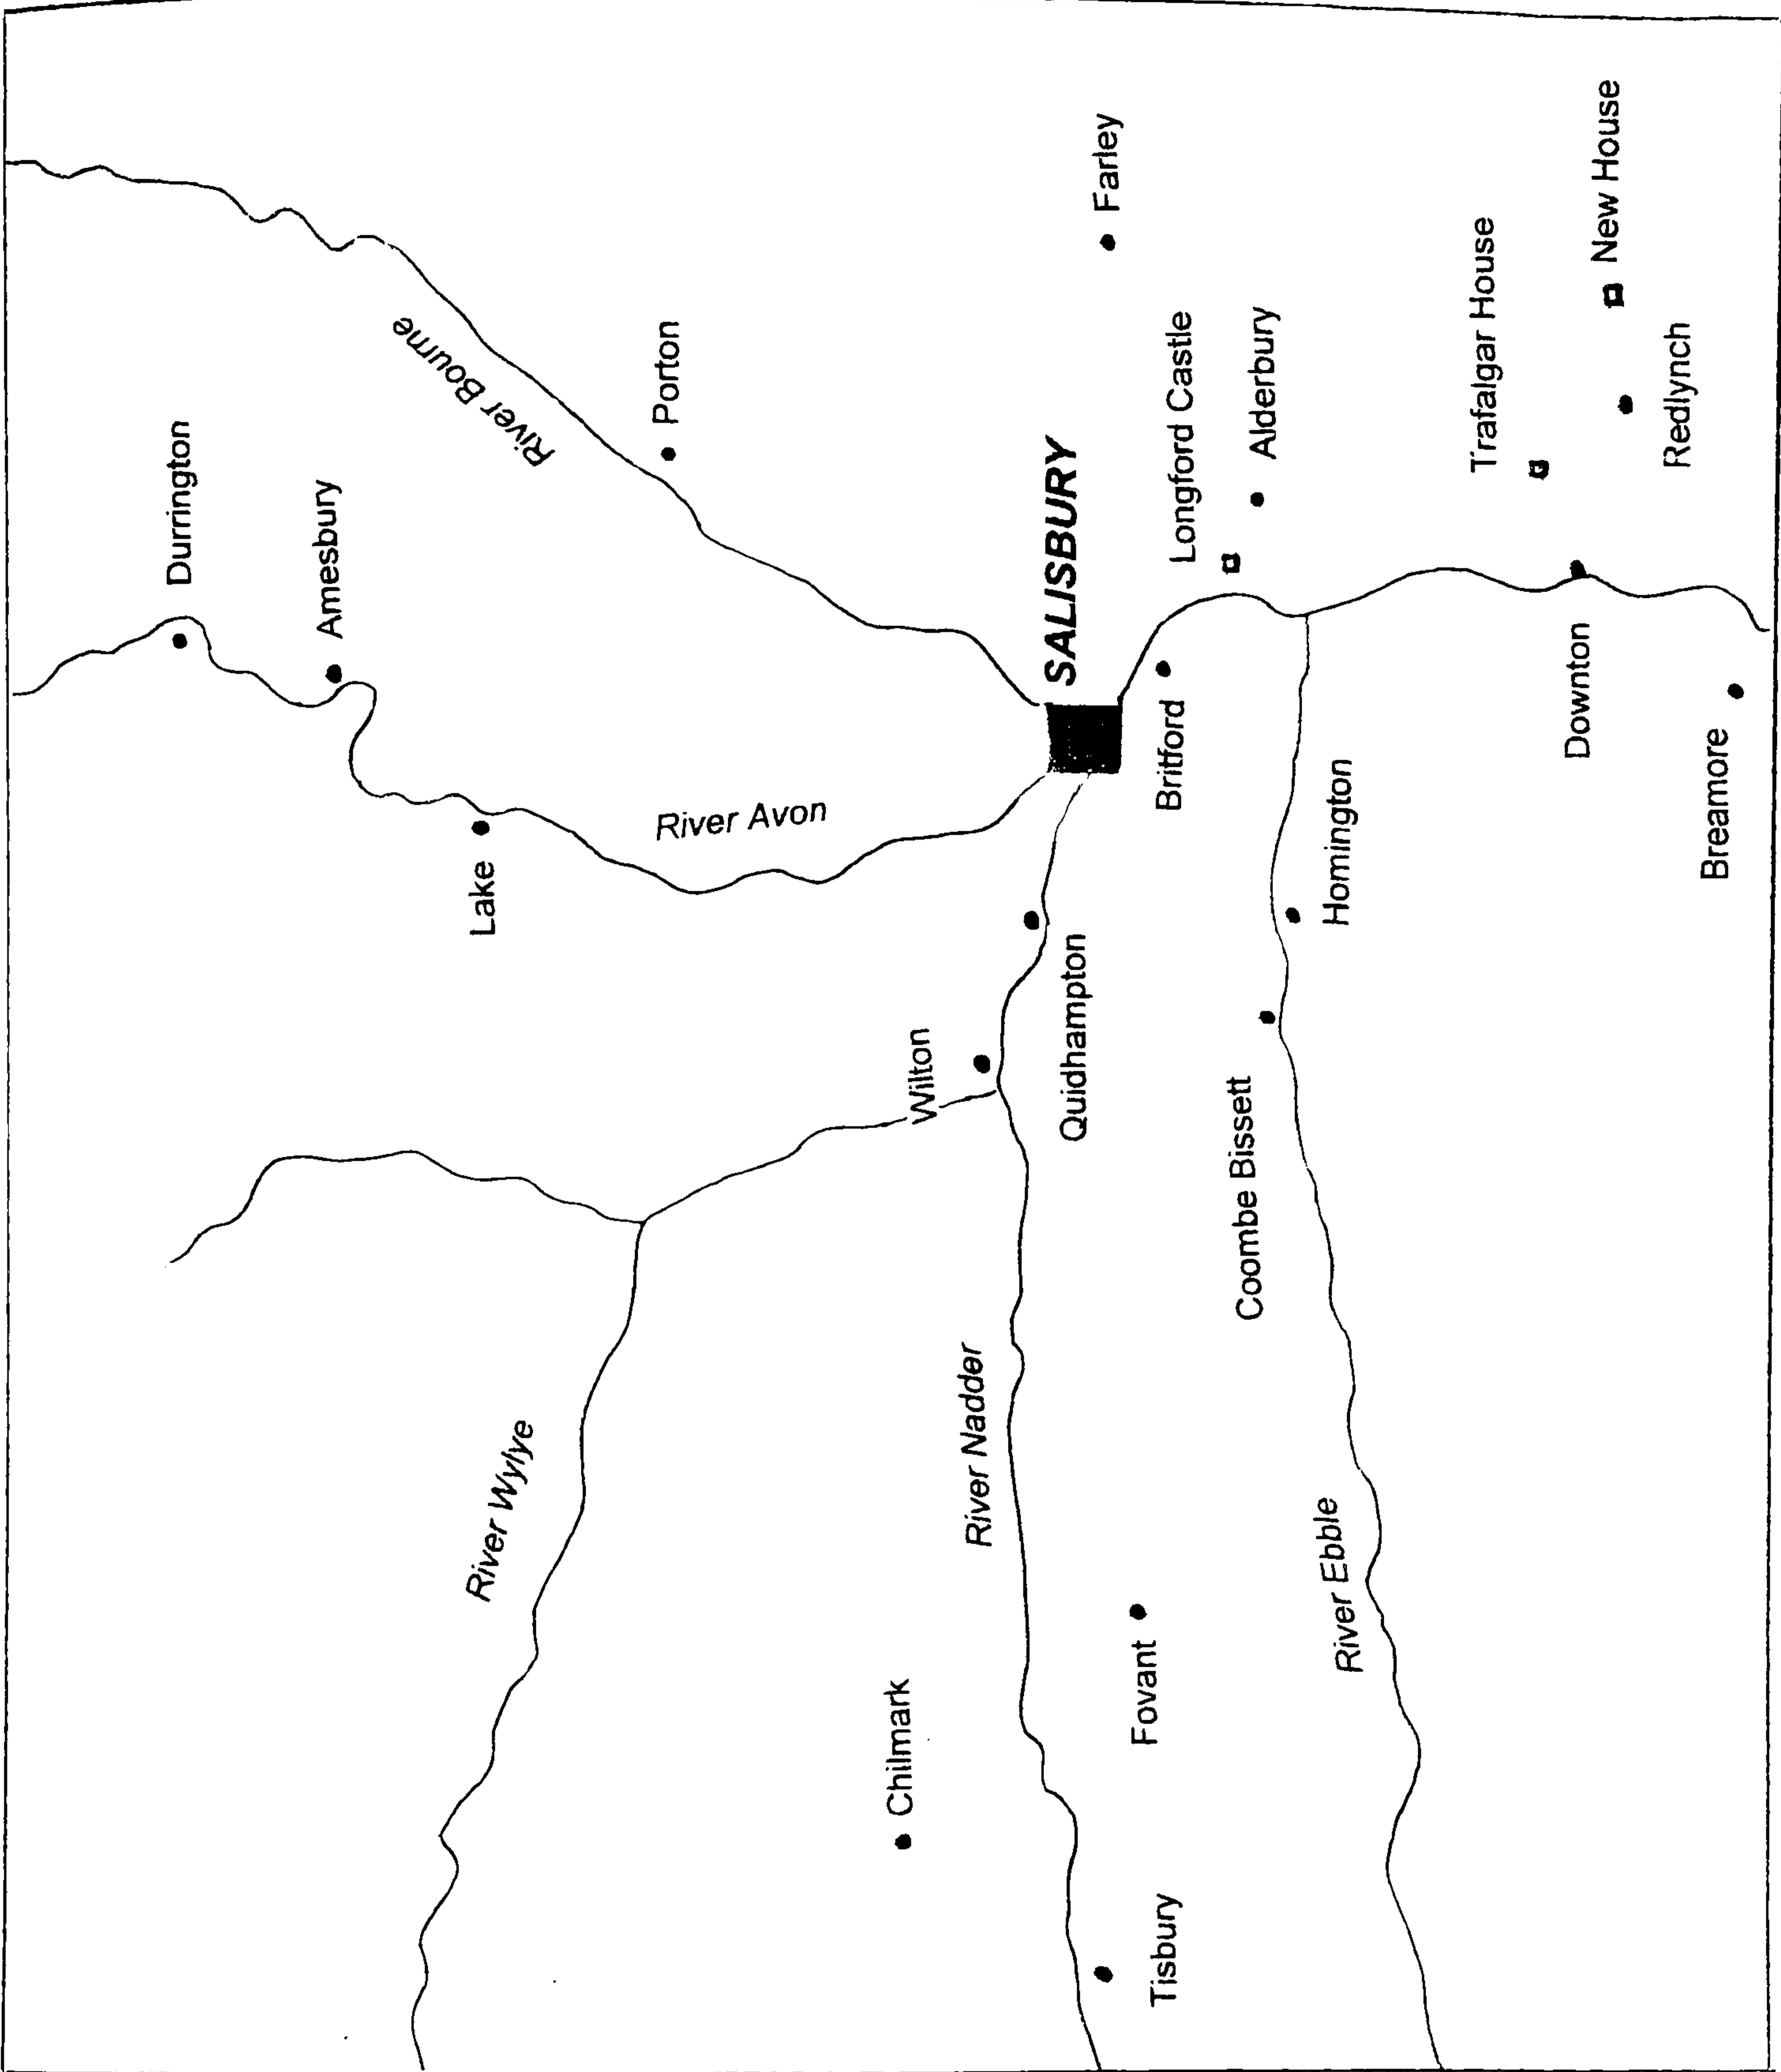 Durrington
Amesbury
River Bourne
Lake
River Wylye
Porton
River Avon
Chilmark
Wilton
River Nadder
SALISBURY
Quidhampton
Farley
Fovant
Tisbury
Britford
Longford Castle
Coombe Bissett
Alderbury
Homington
River Ebble
Trafalgar House
Downton
New House
Redlynch
Breamore